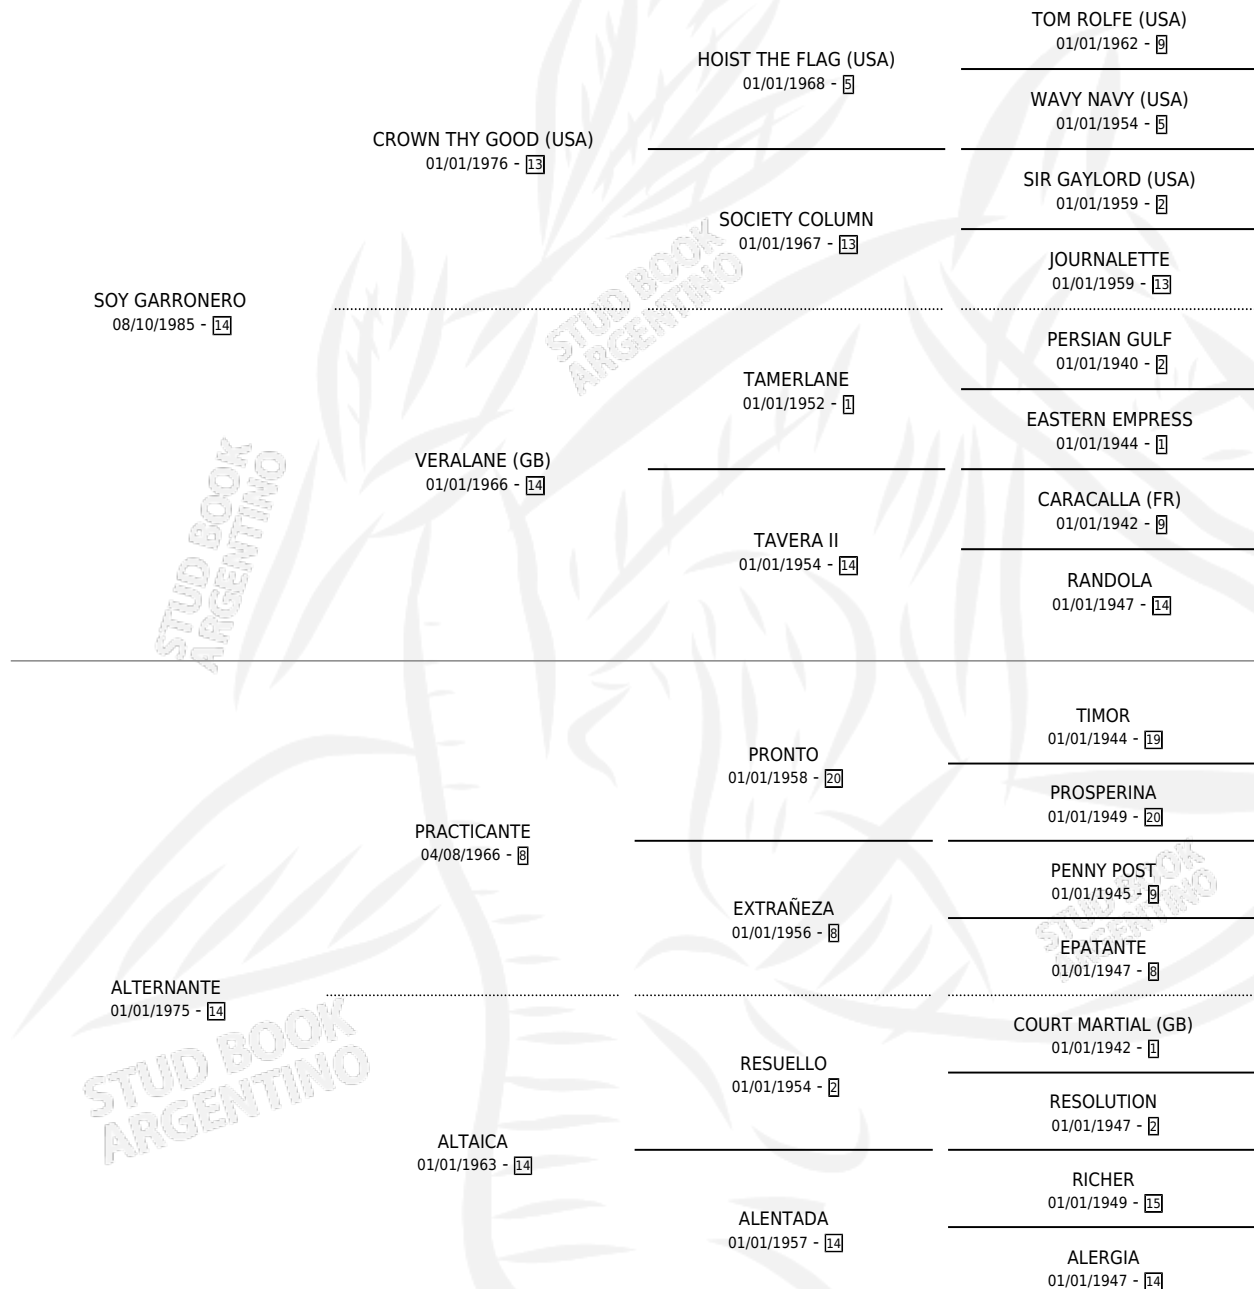 TOM ROLFE (USA)
01/01/1962 - 9
HOIST THE FLAG (USA)
01/01/1968 - 5
WAVY NAVY (USA)
01/01/1954 - 5
CROWN THY GOOD (USA)
01/01/1976 - 13
SIR GAYLORD (USA)
01/01/1959 - 2
SOCIETY COLUMN
01/01/1967 - 13
JOURNALETTE
01/01/1959 - 13
SOY GARRONERO
08/10/1985 - 14
PERSIAN GULF
01/01/1940 - 2
TAMERLANE
01/01/1952 - 1
EASTERN EMPRESS
01/01/1944 - 1
VERALANE (GB)
01/01/1966 - 14
CARACALLA (FR)
01/01/1942 - 9
TAVERA II
01/01/1954 - 14
RANDOLA
01/01/1947 - 14
TIMOR
01/01/1944 - 19
PRONTO
01/01/1958 - 20
PROSPERINA
01/01/1949 - 20
PRACTICANTE
04/08/1966 - 8
PENNY POST
01/01/1945 - 9
EXTRAÑEZA
01/01/1956 - 8
EPATANTE
01/01/1947 - 8
ALTERNANTE
01/01/1975 - 14
COURT MARTIAL (GB)
01/01/1942 - 1
RESUELLO
01/01/1954 - 2
RESOLUTION
01/01/1947 - 2
ALTAICA
01/01/1963 - 14
RICHER
01/01/1949 - 15
ALENTADA
01/01/1957 - 14
ALERGIA
01/01/1947 - 14
STUD BOOK
ARGENTINO
STUD BOOK
ARGENTINO
STUD BOOK
ARGENTINO
STUD BOOK
ARGENTINO